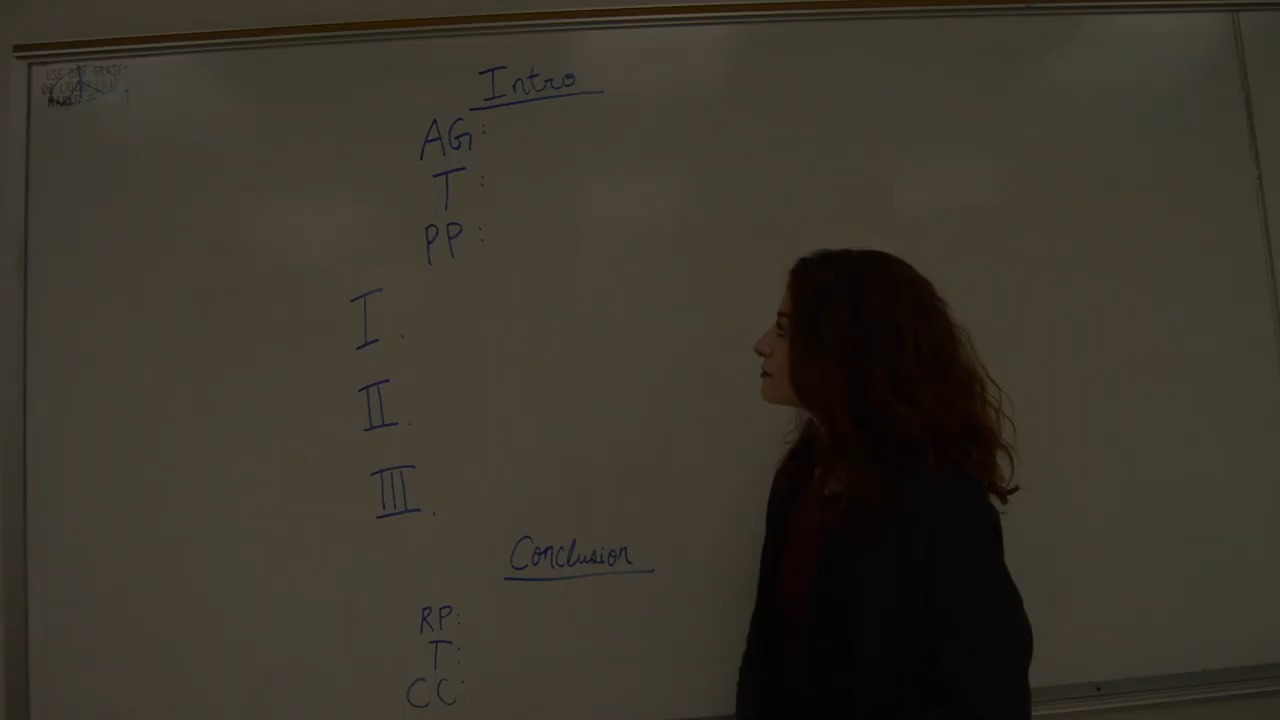 Intro
AG:
T:
PP:
I.
II.
III.
Conclusion
RP:
T:
CC: